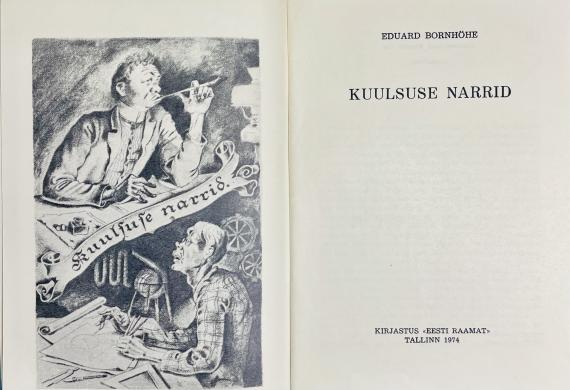 Kuulsuse narrid.
EDUARD BORNHÖHE
KUULSUSE NARRID
KIRJASTUS «EESTI RAAMAT»
TALLINN 1974